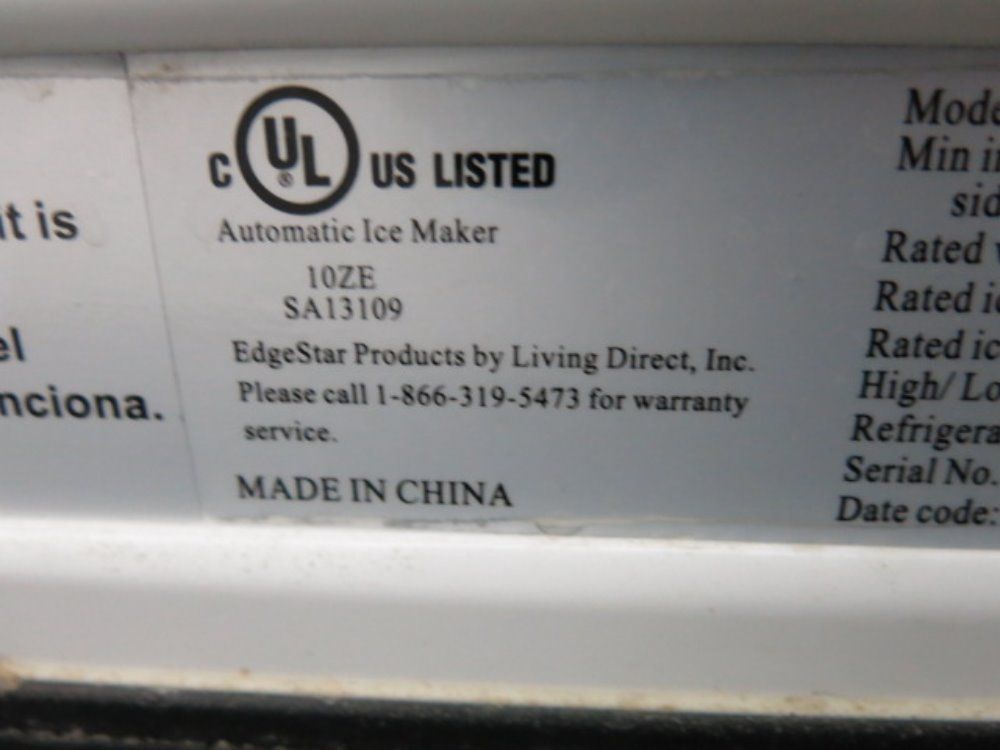 it is
el
nciona.
C UL ® US LISTED
Automatic Ice Maker
10ZE
SA13109
EdgeStar Products by Living Direct, Inc.
Please call 1-866-319-5473 for warranty
service.
MADE IN CHINA
Mode
Min i
sid
Rated
Rated i
Rated ic
High/ Lo
Refrigera
Serial No.
Date code: